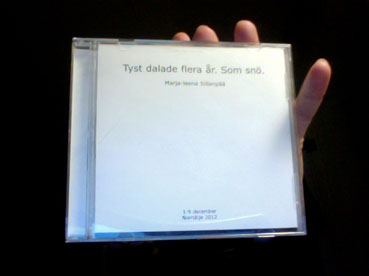 Tyst dalade flera år. Som snö.
Marja-leena Sillanpää
1-9 december
Norrtälje 2012